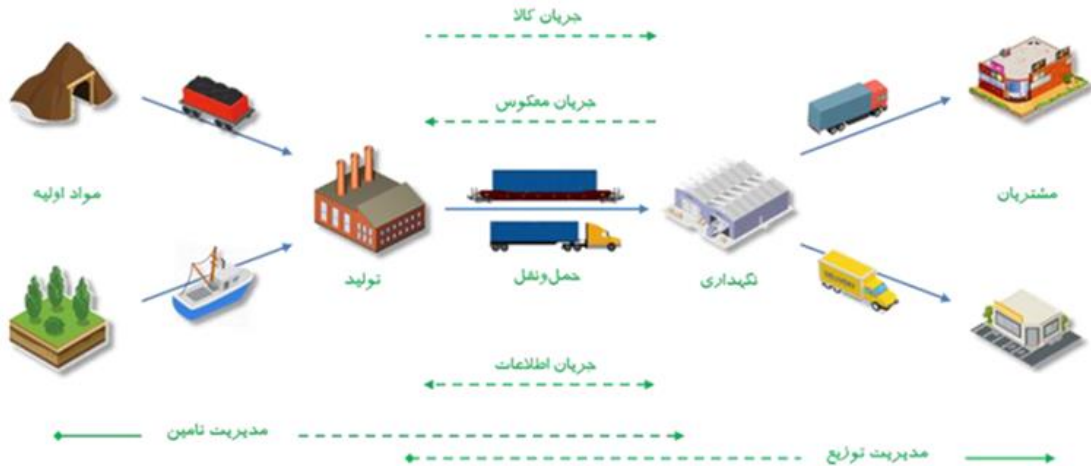 جریان کالا
جریان معکوس
مواد اولیه
مشتریان
تولید
حمل‌ونقل
نگهداری
جریان اطلاعات
مدیریت تامین
مدیریت توزیع